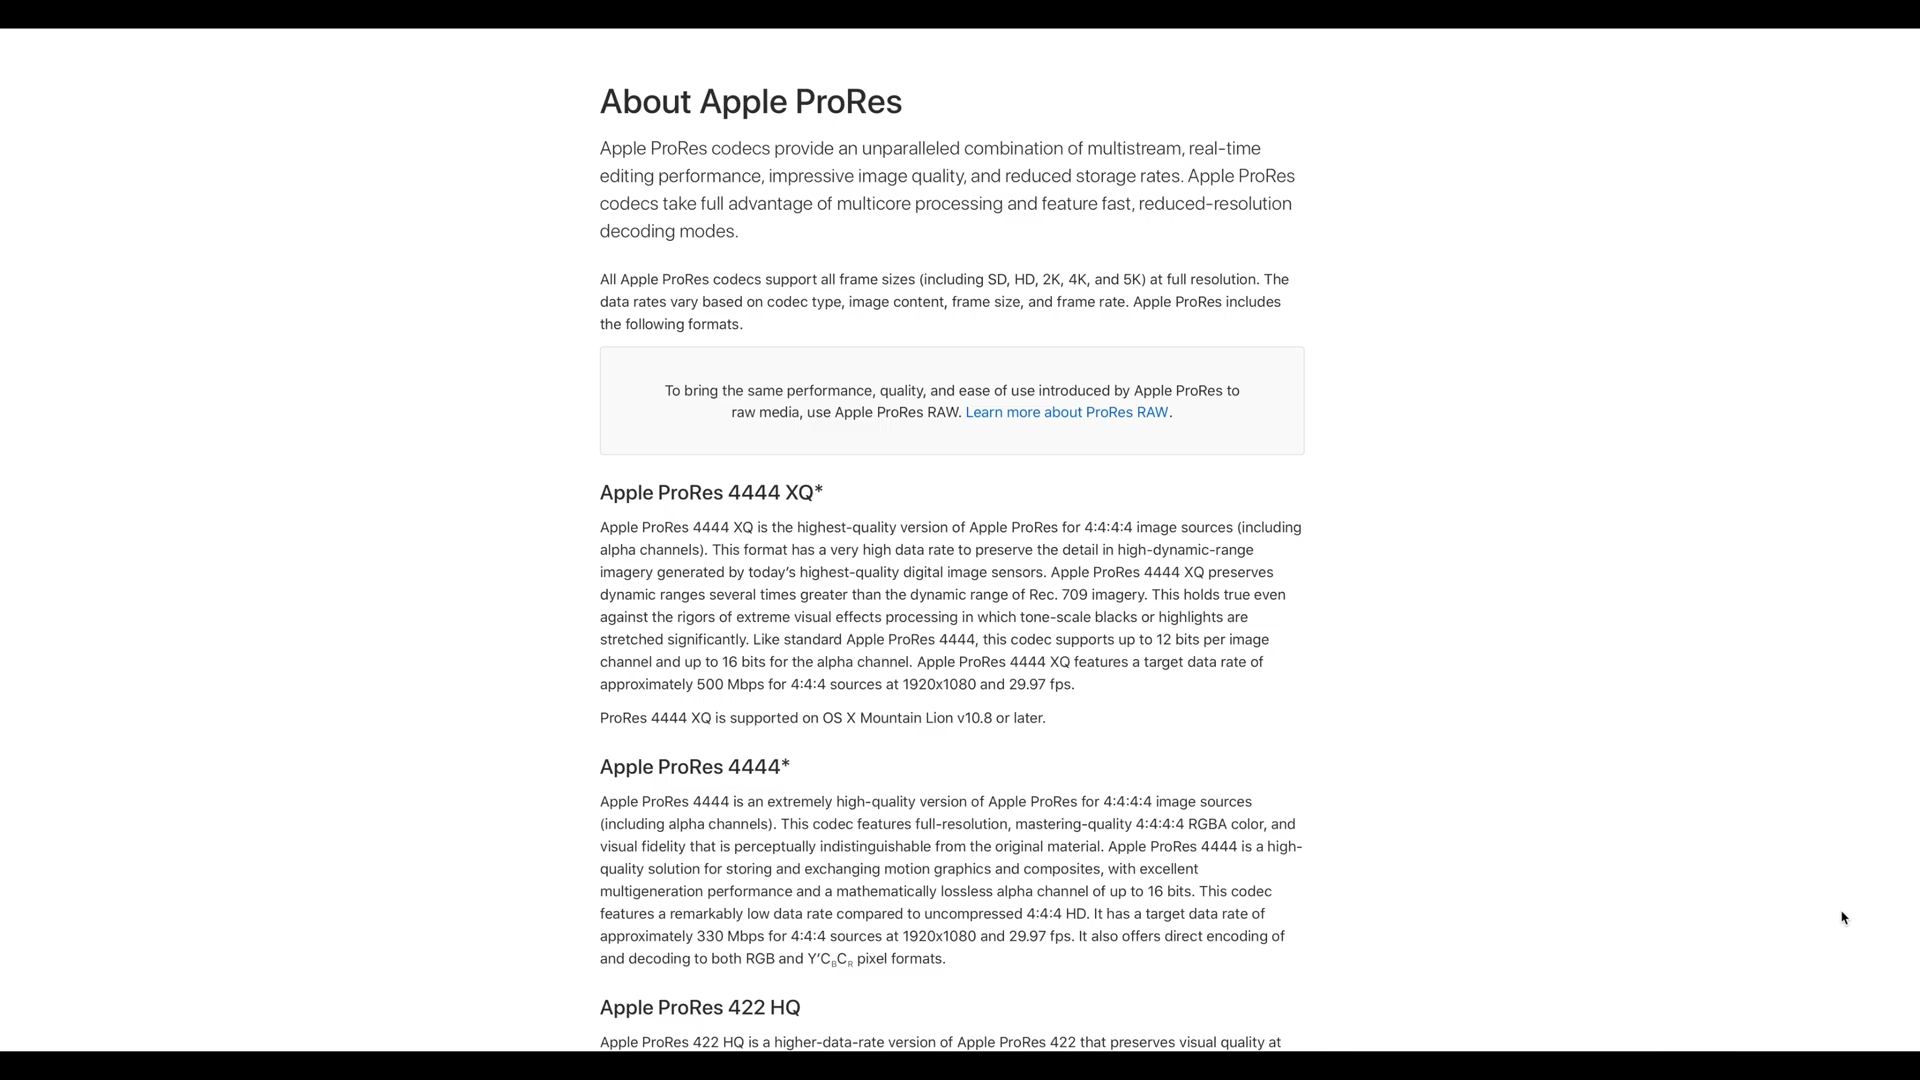 About Apple ProRes
Apple ProRes codecs provide an unparalleled combination of multistream, real-time
editing performance, impressive image quality, and reduced storage rates. Apple ProRes
codecs take full advantage of multicore processing and feature fast, reduced-resolution
decoding modes.
All Apple ProRes codecs support all frame sizes (including SD, HD, 2K, 4K, and 5K) at full resolution. The
data rates vary based on codec type, image content, frame size, and frame rate. Apple ProRes includes
the following formats.
To bring the same performance, quality, and ease of use introduced by Apple ProRes to
raw media, use Apple ProRes RAW. Learn more about ProRes RAW.
Apple ProRes 4444 XQ*
Apple ProRes 4444 XQ is the highest-quality version of Apple ProRes for 4:4:4:4 image sources (including
alpha channels). This format has a very high data rate to preserve the detail in high-dynamic-range
imagery generated by today’s highest-quality digital image sensors. Apple ProRes 4444 XQ preserves
dynamic ranges several times greater than the dynamic range of Rec. 709 imagery. This holds true even
against the rigors of extreme visual effects processing in which tone-scale blacks or highlights are
stretched significantly. Like standard Apple ProRes 4444, this codec supports up to 12 bits per image
channel and up to 16 bits for the alpha channel. Apple ProRes 4444 XQ features a target data rate of
approximately 500 Mbps for 4:4:4 sources at 1920x1080 and 29.97 fps.
ProRes 4444 XQ is supported on OS X Mountain Lion v10.8 or later.
Apple ProRes 4444*
Apple ProRes 4444 is an extremely high-quality version of Apple ProRes for 4:4:4:4 image sources
(including alpha channels). This codec features full-resolution, mastering-quality 4:4:4:4 RGBA color, and
visual fidelity that is perceptually indistinguishable from the original material. Apple ProRes 4444 is a high-
quality solution for storing and exchanging motion graphics and composites, with excellent
multigeneration performance and a mathematically lossless alpha channel of up to 16 bits. This codec
features a remarkably low data rate compared to uncompressed 4:4:4 HD. It has a target data rate of
approximately 330 Mbps for 4:4:4 sources at 1920x1080 and 29.97 fps. It also offers direct encoding of
and decoding to both RGB and Y’CBCR pixel formats.
Apple ProRes 422 HQ
Apple ProRes 422 HQ is a higher-data-rate version of Apple ProRes 422 that preserves visual quality at